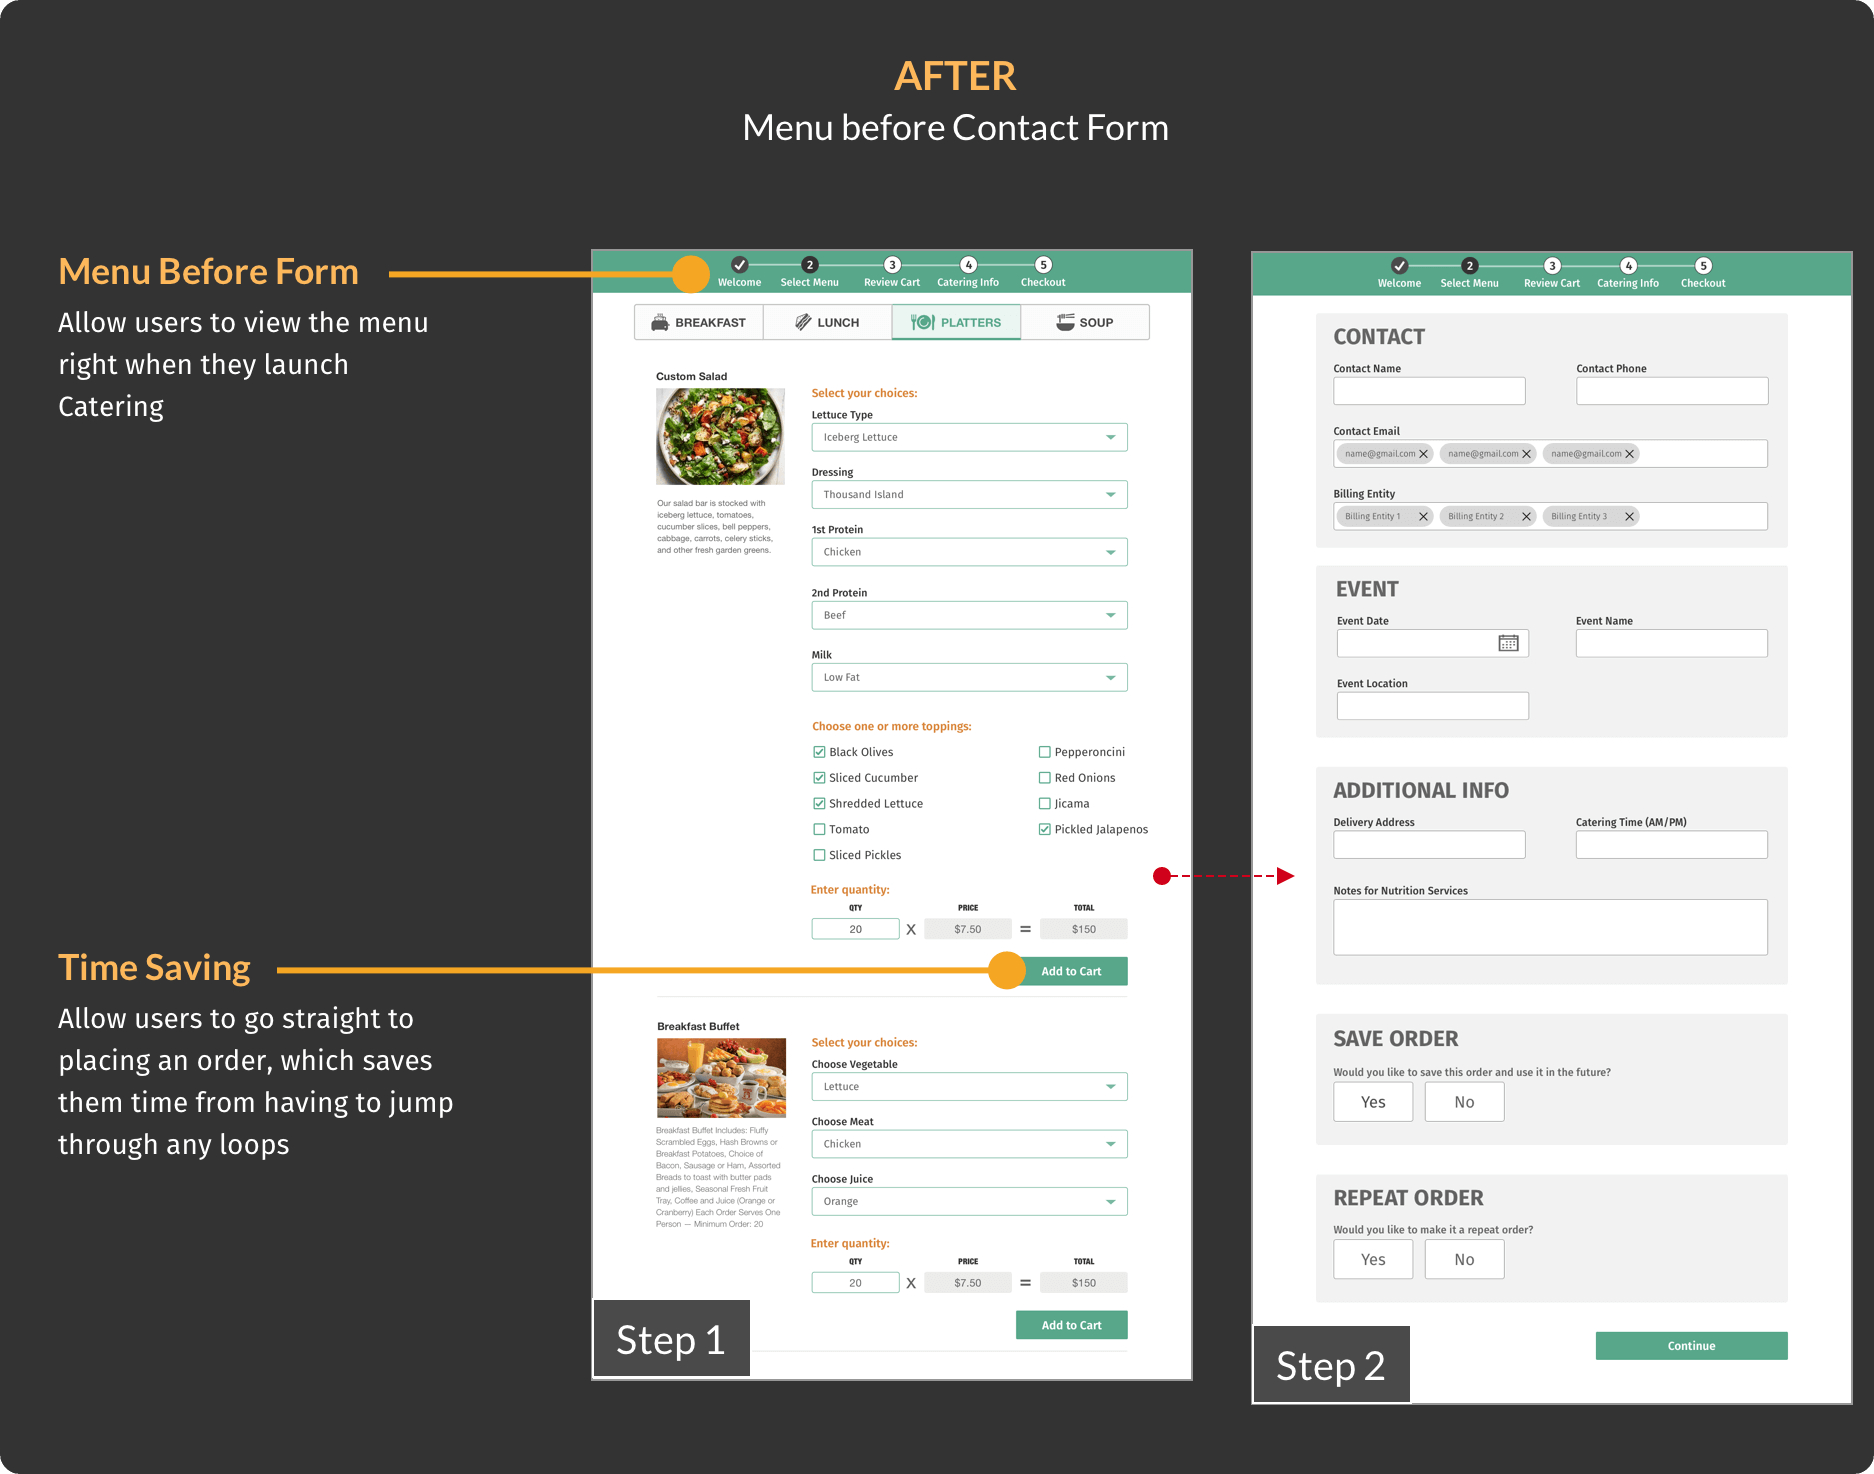 AFTER
Menu before Contact Form
Menu Before Form
Allow users to view the menu
right when they launch
Catering
Time Saving
Allow users to go straight to
placing an order, which saves
them time from having to jump
through any loops
2 3 4 5
Welcome Select Menu Review Cart Catering Info Checkout
BREAKFAST LUNCH PLATTERS SOUP
Custom Salad
Our salad bar is stocked with
iceberg lettuce, tomatoes,
cucumber slices, bell peppers,
cabbage, carrots, celery sticks,
and other fresh garden greens.
Select your choices:
Lettuce Type
Iceberg Lettuce
Dressing
Thousand Island
1st Protein
Chicken
2nd Protein
Beef
Milk
Low Fat
Choose one or more toppings:
Black Olives Pepperoncini
Sliced Cucumber Red Onions
Shredded Lettuce Jicama
Tomato Pickled Jalapenos
Sliced Pickles
Enter quantity:
QTY PRICE TOTAL
20 X $7.50 = $150
Add to Cart
Breakfast Buffet
Breakfast Buffet Includes: Fluffy
Scrambled Eggs, Hash Browns or
Breakfast Potatoes, Choice of
Bacon, Sausage or Ham, Assorted
Breads to toast with butter pads
and jellies, Seasonal Fresh Fruit
Tray, Coffee and Juice (Orange or
Cranberry) Each Order Serves One
Person — Minimum Order: 20
Select your choices:
Choose Vegetable
Lettuce
Choose Meat
Chicken
Choose Juice
Orange
Enter quantity:
QTY PRICE TOTAL
20 X $7.50 = $150
Add to Cart
Step 1
2 3 4 5
Welcome Select Menu Review Cart Catering Info Checkout
CONTACT
Contact Name Contact Phone
Contact Email
name@gmail.com name@gmail.com name@gmail.com
Billing Entity
Billing Entity 1 Billing Entity 2 Billing Entity 3
EVENT
Event Date Event Name
Event Location
ADDITIONAL INFO
Delivery Address Catering Time (AM/PM)
Notes for Nutrition Services
SAVE ORDER
Would you like to save this order and use it in the future?
Yes No
REPEAT ORDER
Would you like to make it a repeat order?
Yes No
Continue
Step 2